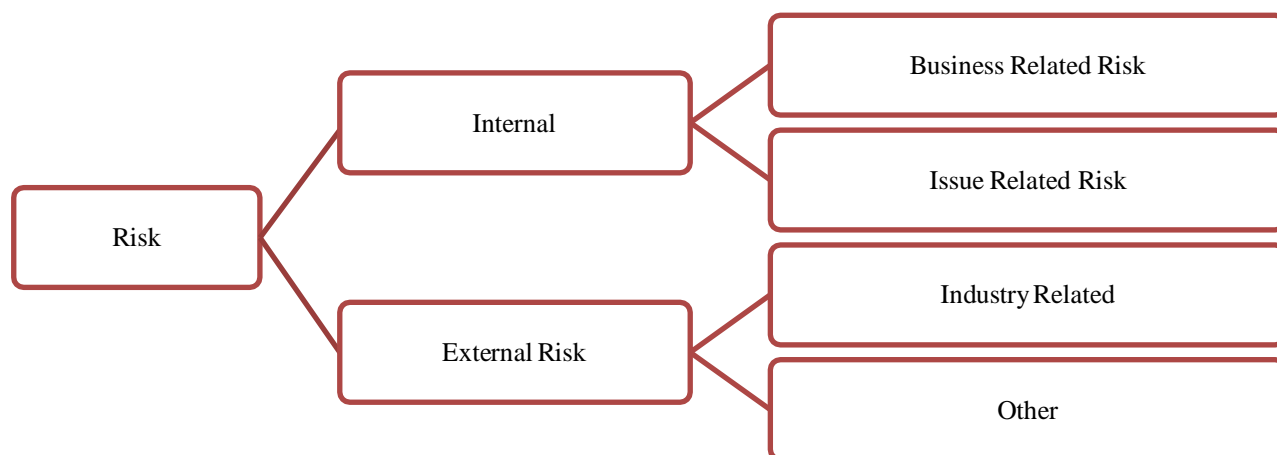 Business Related Risk
Internal
Issue Related Risk
Risk
Industry Related
External Risk
Other